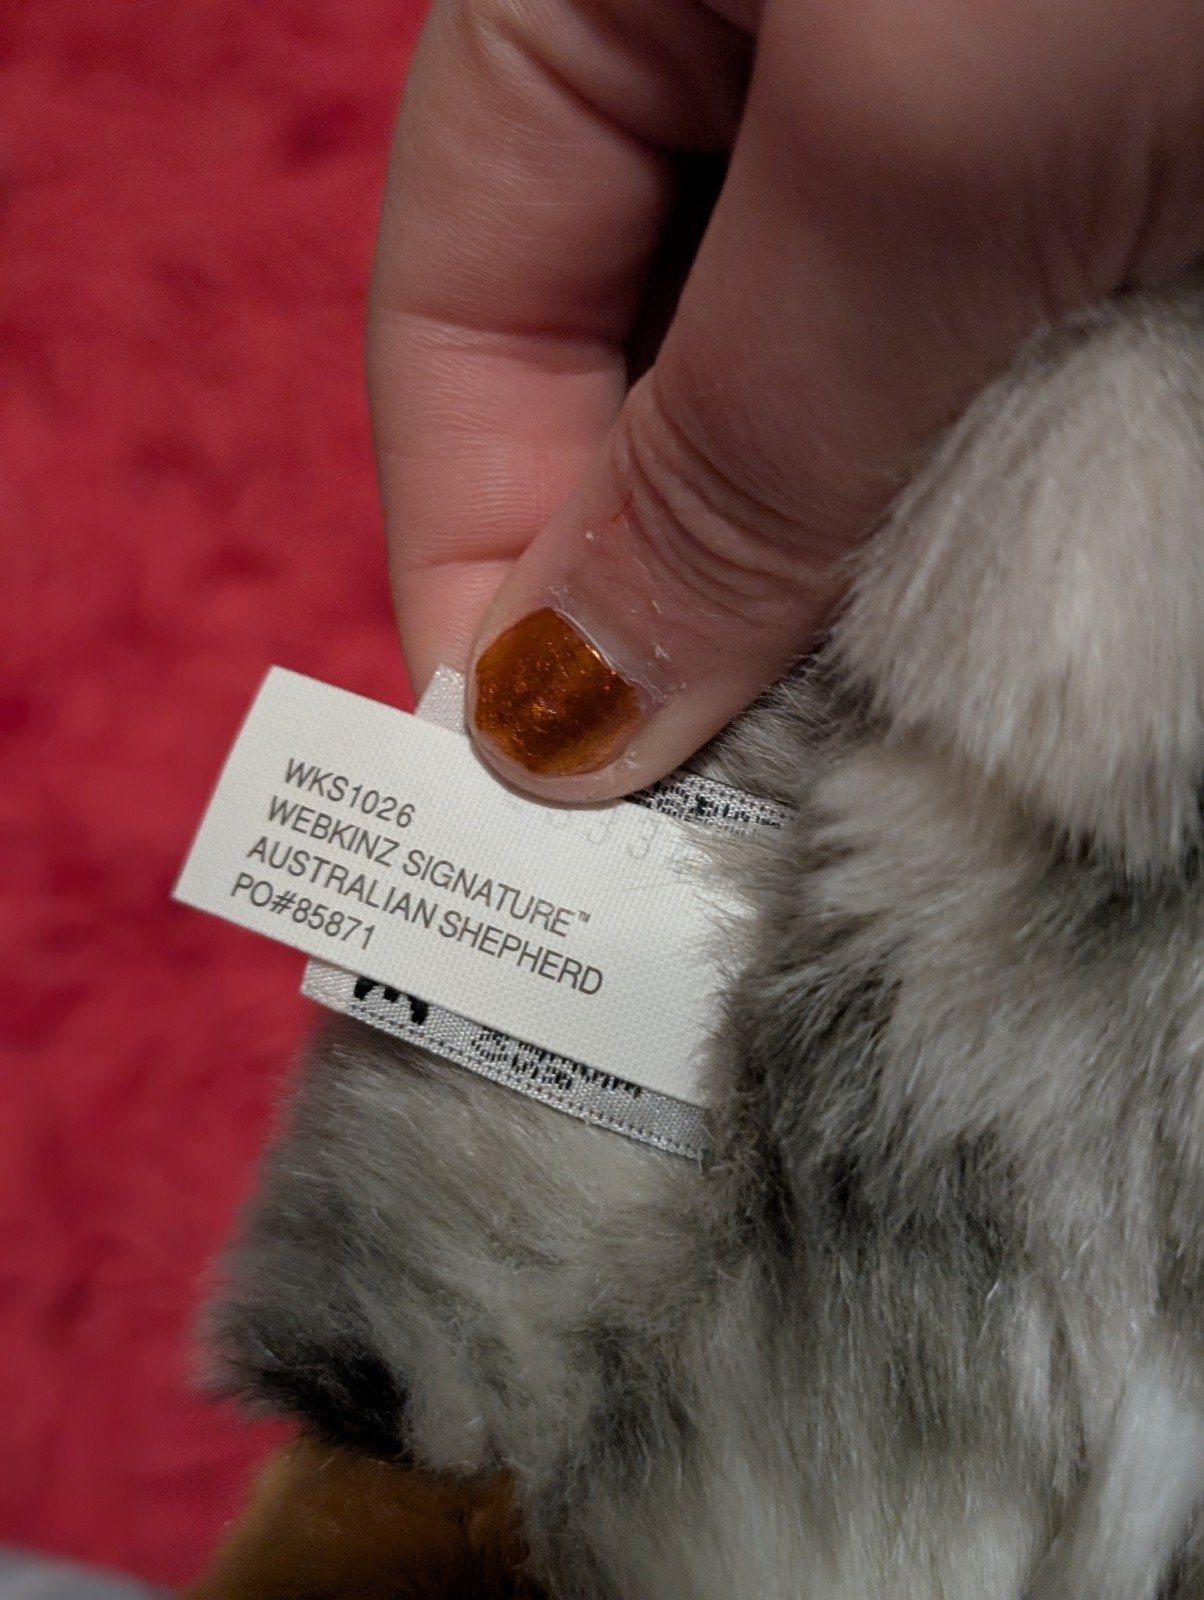 WKS1026
WEBKINZ SIGNATURE™
AUSTRALIAN SHEPHERD
PO#85871